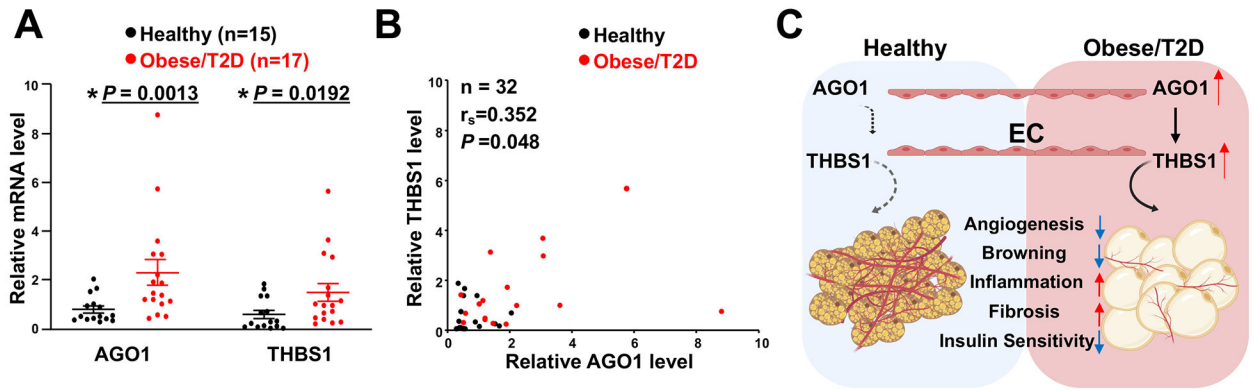 A
Healthy (n=15)
Obese/T2D (n=17)
Relative mRNA level
10
8
6
4
2
0
* P = 0.0013
* P = 0.0192
AGO1
THBS1
B
Healthy
Obese/T2D
Relative THBS1 level
10
8
6
4
2
0
n = 32
rs=0.352
P =0.048
0 2 4 6 8 10
Relative AGO1 level
C
Healthy
Obese/T2D
AGO1
AGO1
EC
THBS1
THBS1
Angiogenesis
Browning
Inflammation
Fibrosis
Insulin Sensitivity